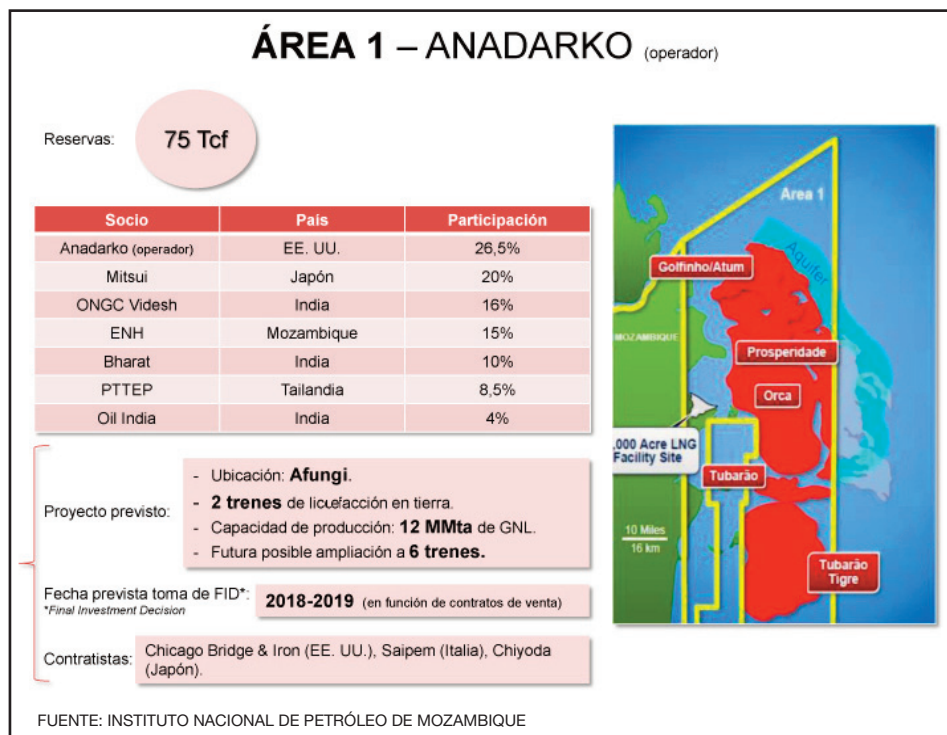 ÁREA 1 – ANADARKO (operador)
Reservas: 75 Tcf
Socio País Participación
Anadarko (operador) EE. UU. 26,5%
Mitsui Japón 20%
ONGC Videsh India 16%
ENH Mozambique 15%
Bharat India 10%
PTTEP Tailandia 8,5%
Oil India India 4%
Proyecto previsto:
- Ubicación: Afungi.
- 2 trenes de licuefacción en tierra.
- Capacidad de producción: 12 MMta de GNL.
- Futura posible ampliación a 6 trenes.
Fecha prevista toma de FID*: 2018-2019 (en función de contratos de venta)
*Final Investment Decision
Contratistas: Chicago Bridge & Iron (EE. UU.), Saipem (Italia), Chiyoda
(Japón).
Area 1
Aquifer
Golfinho/Atum
MOZAMBIQUE
Prosperidade
Orca
,000 Acre LNG
Facility Site
Tubarão
10 Miles
16 km
Tubarão
Tigre
FUENTE: INSTITUTO NACIONAL DE PETRÓLEO DE MOZAMBIQUE